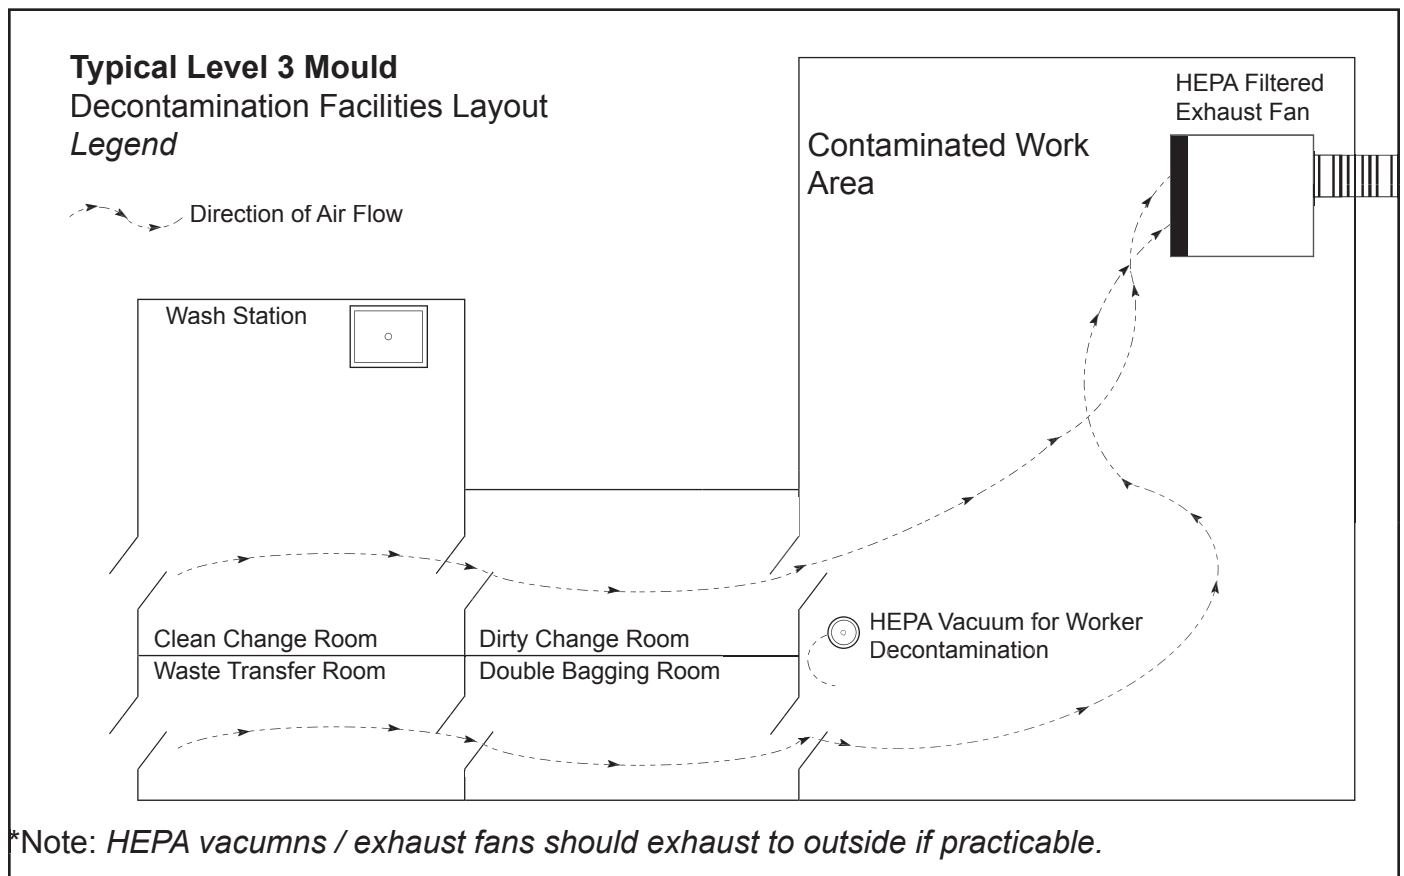 Typical Level 3 Mould
Decontamination Facilities Layout
Legend
Direction of Air Flow
HEPA Filtered
Exhaust Fan
Contaminated Work
Area
Wash Station
Clean Change Room
Dirty Change Room
Waste Transfer Room
Double Bagging Room
HEPA Vacuum for Worker
Decontamination
*Note: HEPA vacumns / exhaust fans should exhaust to outside if practicable.